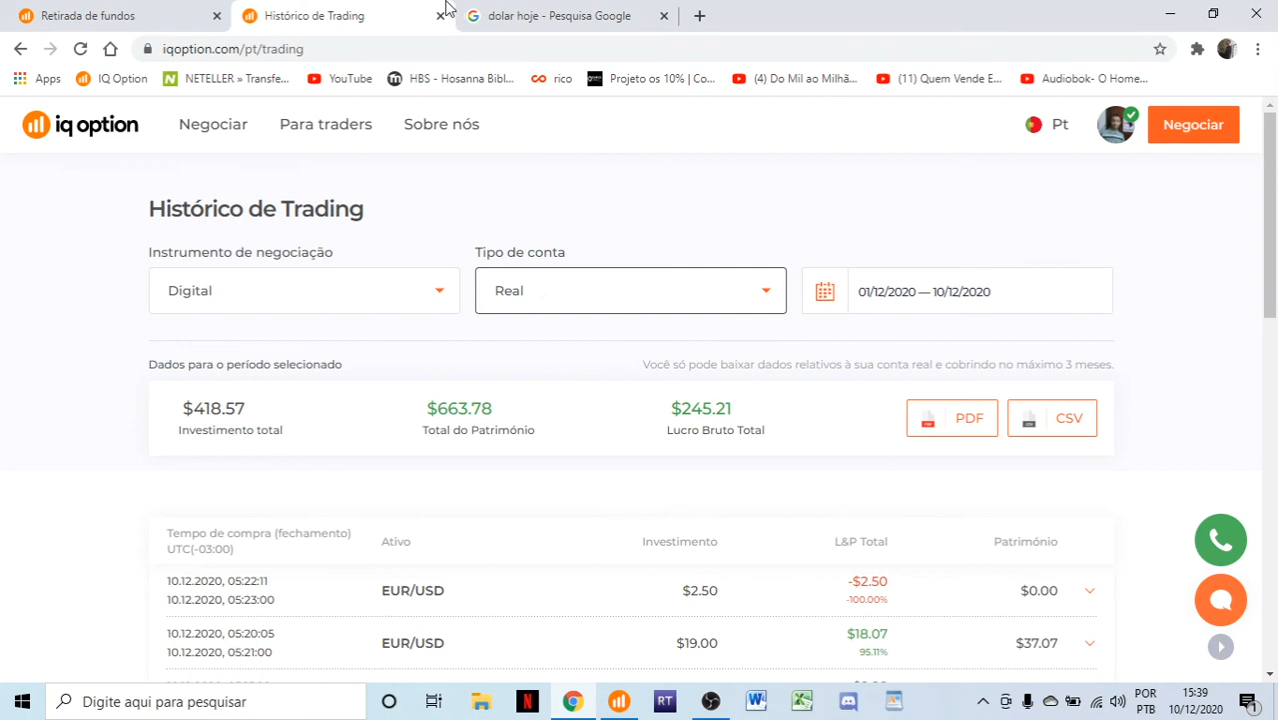 Retirada de fundos
Histórico de Trading
dolar hoje - Pesquisa Google
iqoption.com/pt/trading
Apps
IQ Option
NETELLER » Transfe...
YouTube
HBS - Hosanna Bibl...
rico
Projeto os 10% | Co...
(4) Do Mil ao Milhã...
(11) Quem Vende E...
Audiobok- O Home...
iq option
Negociar
Para traders
Sobre nós
Pt
Negociar
Histórico de Trading
Instrumento de negociação
Tipo de conta
Digital
Real
01/12/2020 — 10/12/2020
Dados para o período selecionado
Você só pode baixar dados relativos à sua conta real e cobrindo no máximo 3 meses.
$418.57
Investimento total
$663.78
Total do Patrimônio
$245.21
Lucro Bruto Total
PDF
CSV
Tempo de compra (fechamento)
UTC(-03:00)
Ativo
Investimento
L&P Total
Patrimônio
10.12.2020, 05:22:11
10.12.2020, 05:23:00
EUR/USD
$2.50
-$2.50
-100.00%
$0.00
10.12.2020, 05:20:05
10.12.2020, 05:21:00
EUR/USD
$19.00
$18.07
95.11%
$37.07
Digite aqui para pesquisar
RT
POR
PTB
15:39
10/12/2020
1